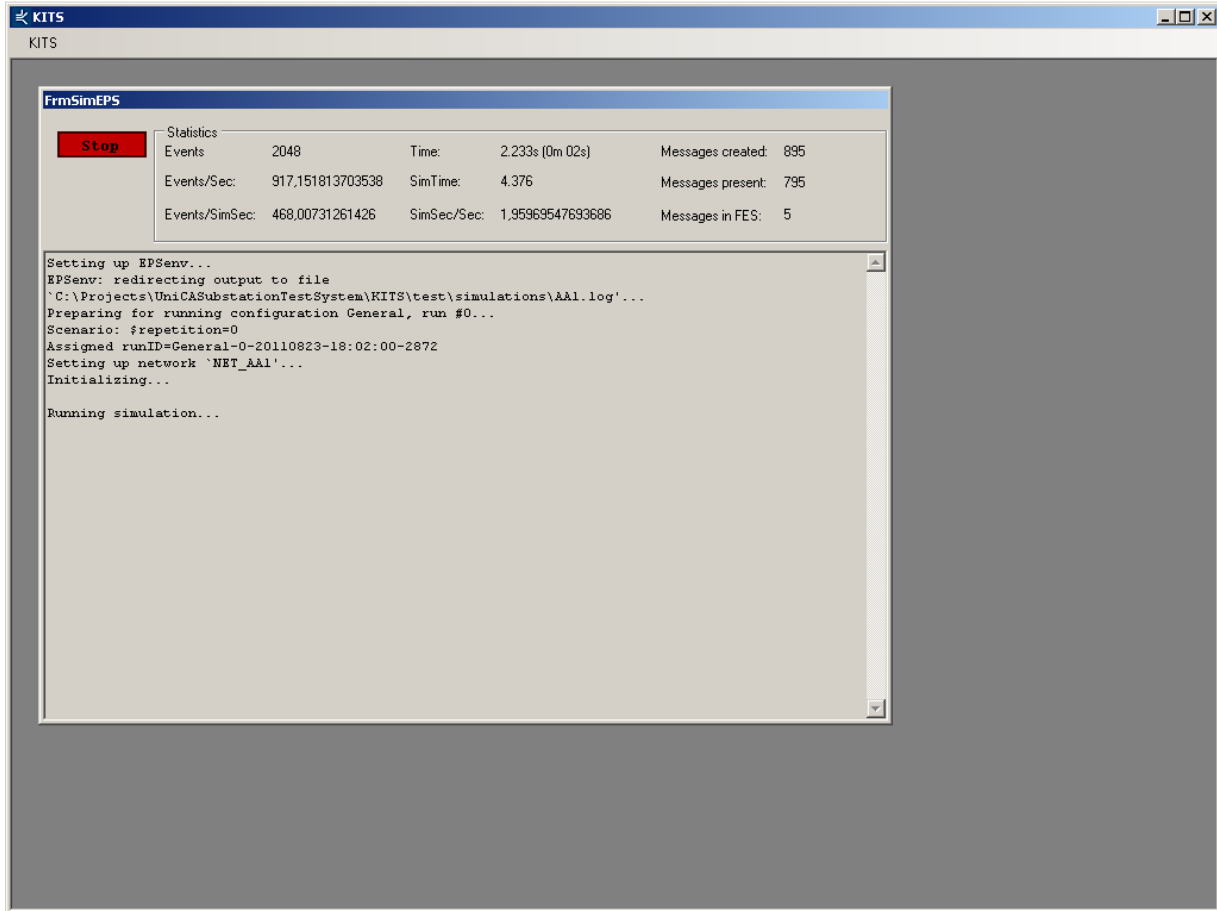 KITS
KITS
FrmSimEPS
Stop
Statistics
Events 2048 Time: 2.233s (0m 02s) Messages created: 895
Events/Sec: 917,151813703538 SimTime: 4.376 Messages present: 795
Events/SimSec: 468,00731261426 SimSec/Sec: 1,95969547693686 Messages in FES: 5
Setting up EPSenv...
EPSenv: redirecting output to file
`C:\Projects\UniCASubstationTestSystem\KITS\test\simulations\AA1.log'...
Preparing for running configuration General, run #0...
Scenario: $repetition=0
Assigned runID=General-0-20110823-18:02:00-2872
Setting up network `NET_AA1'...
Initializing...
Running simulation...